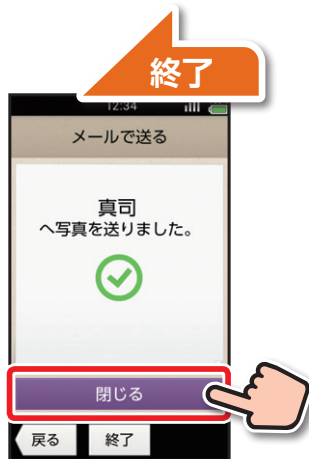 終了
12:34
メールで送る
真司
へ写真を送りました。
閉じる
戻る
終了